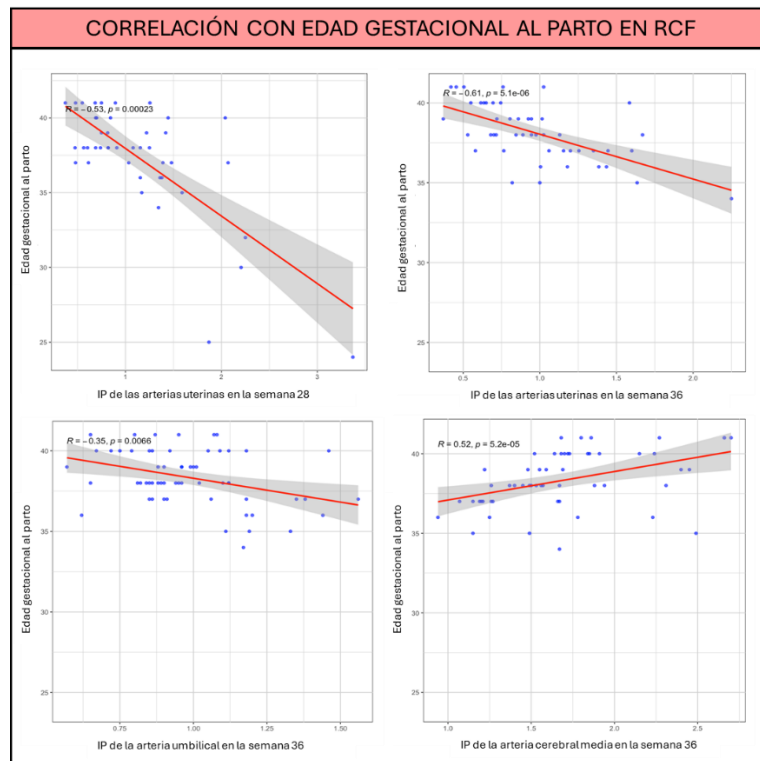 CORRELACIÓN CON EDAD GESTACIONAL AL PARTO EN RCF
R = −0.53, p = 0.00023
Edad gestacional al parto
40
35
30
25
1
2
3
IP de las arterias uterinas en la semana 28
R = −0.61, p = 5.1e-06
Edad gestacional al parto
40
35
30
25
0.5
1.0
1.5
2.0
IP de las arterias uterinas en la semana 36
R = −0.35, p = 0.0066
Edad gestacional al parto
40
35
30
25
0.75
1.00
1.25
1.50
IP de la arteria umbilical en la semana 36
R = 0.52, p = 5.2e-05
Edad gestacional al parto
40
35
30
25
1.0
1.5
2.0
2.5
IP de la arteria cerebral media en la semana 36